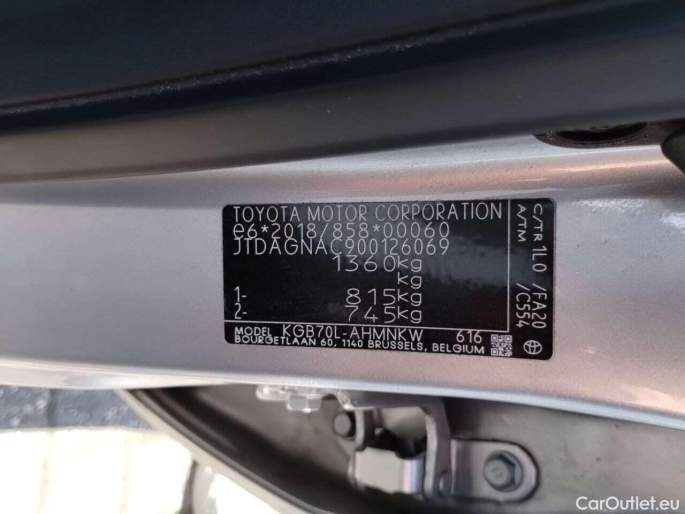 TOYOTA MOTOR CORPORATION
e6*2018/858*00060
JTDAGNAC900126069
1360kg
kg
1- 815kg
2- 745kg
MODEL KGB70L-AHMNKW 616
BOURGETLAAN 60, 1140 BRUSSELS, BELGIUM
C/TR 1L0 /FA20
A/TM /C554
CarOutlet.eu